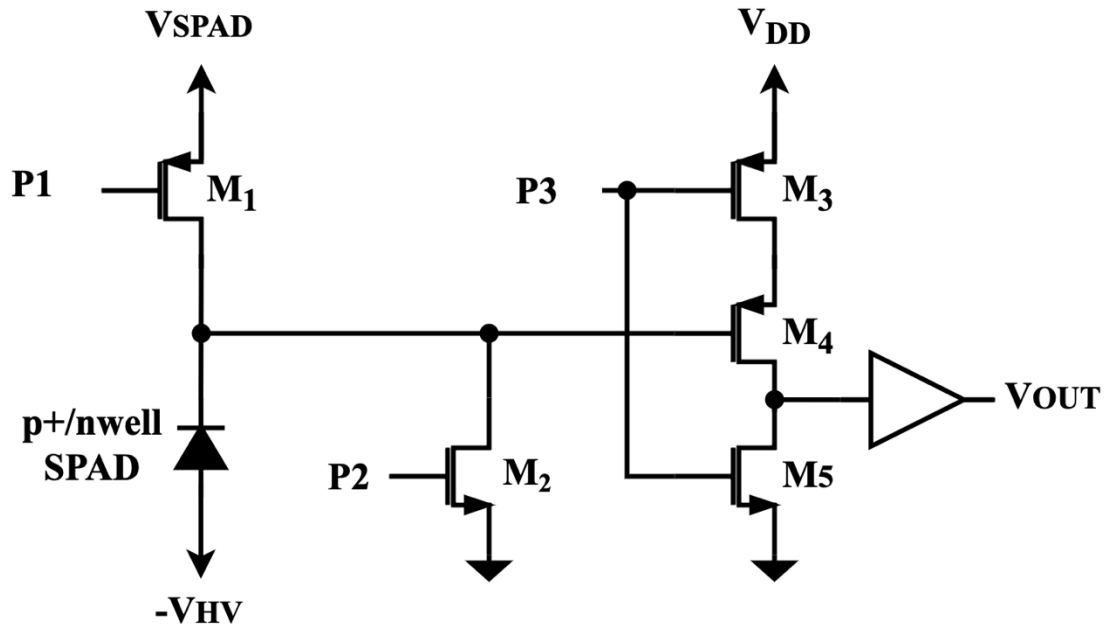 VSPAD
VDD
P1
M1
P3
M3
M4
p+/nwell
SPAD
P2
M2
M5
VOUT
-VHV